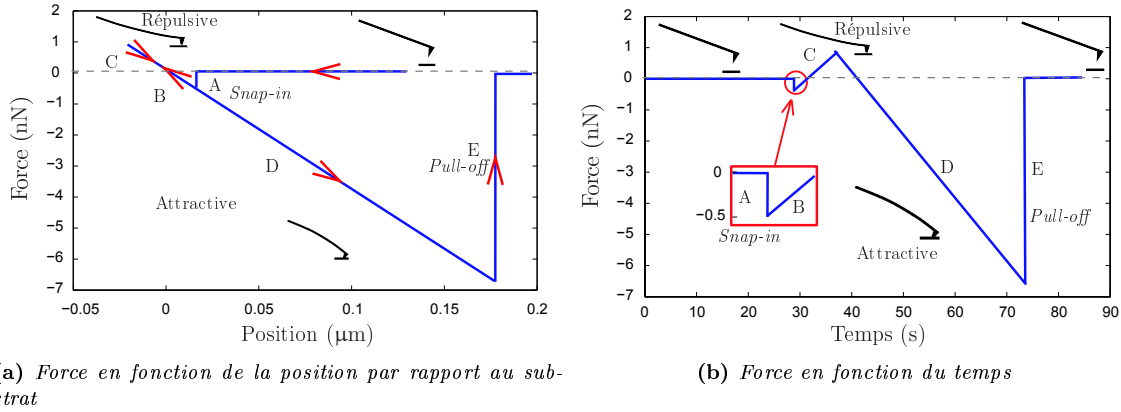 2
1
0
−1
−2
−3
−4
−5
−6
−7
Force (nN)
Répulsive
C
B
A
Snap-in
D
E
Pull-off
Attractive
−0.05
0
0.05
0.1
0.15
0.2
Position (µm)
(a) Force en fonction de la position par rapport au sub-
strat
2
1
0
−1
−2
−3
−4
−5
−6
−7
Force (nN)
Répulsive
C
0
−0.5
A
B
Snap-in
D
E
Pull-off
Attractive
0
10
20
30
40
50
60
70
80
90
Temps (s)
(b) Force en fonction du temps